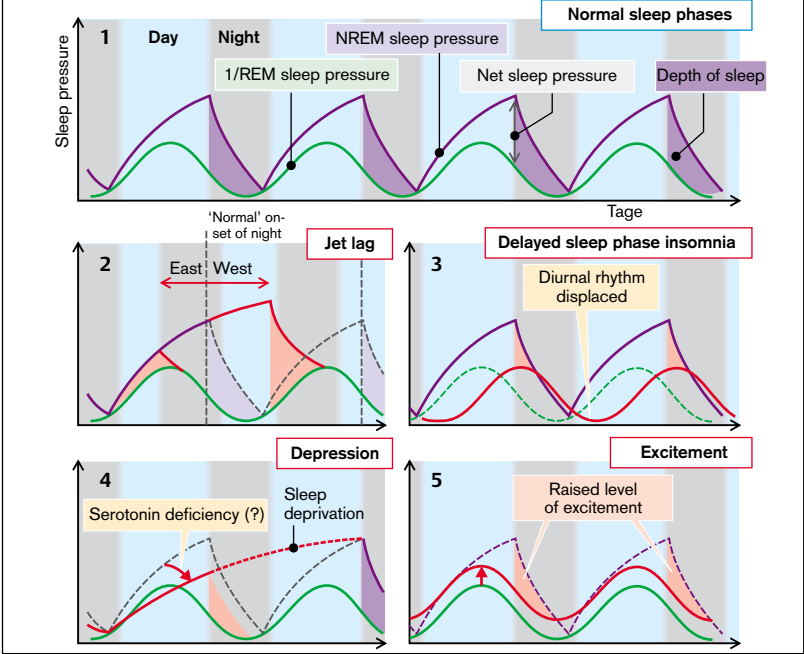 Normal sleep phases
1
Day
Night
NREM sleep pressure
1/REM sleep pressure
Net sleep pressure
Depth of sleep
Sleep pressure
Tage
‘Normal’ on-
set of night
Jet lag
2
East
West
Delayed sleep phase insomnia
3
Diurnal rhythm
displaced
Depression
4
Serotonin deficiency (?)
Sleep
deprivation
Excitement
5
Raised level
of excitement